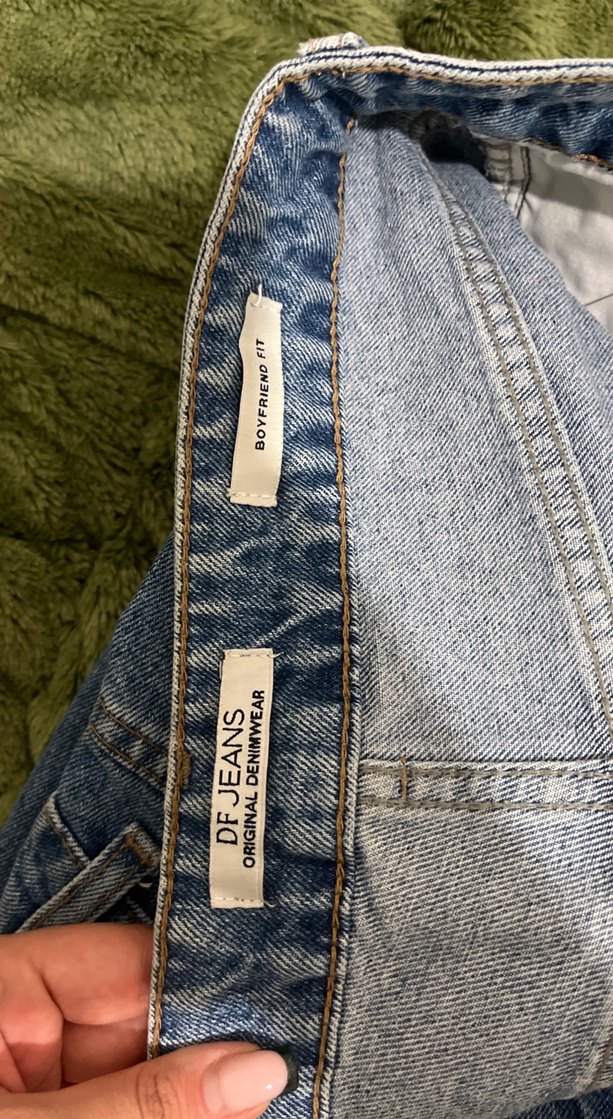 BOYFRIEND FIT
DF JEANS
ORIGINAL DENIMWEAR